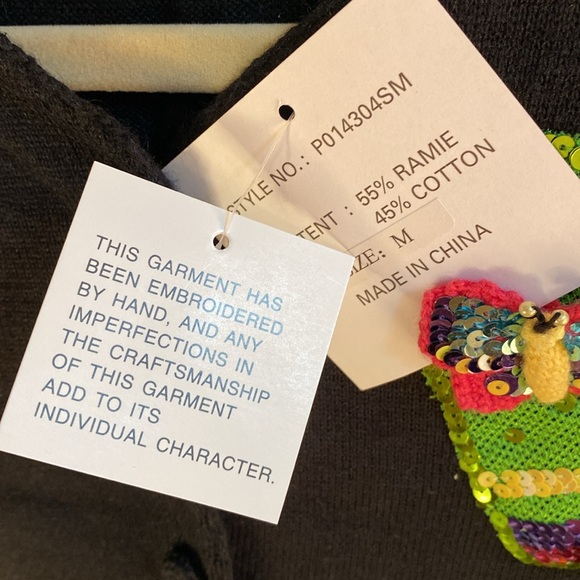 STYLE NO.: P014304SM
TENT : 55% RAMIE
45% COTTON
SIZE: M
MADE IN CHINA
THIS GARMENT HAS
BEEN EMBROIDERED
BY HAND, AND ANY
IMPERFECTIONS IN
THE CRAFTSMANSHIP
OF THIS GARMENT
ADD TO ITS
INDIVIDUAL CHARACTER.